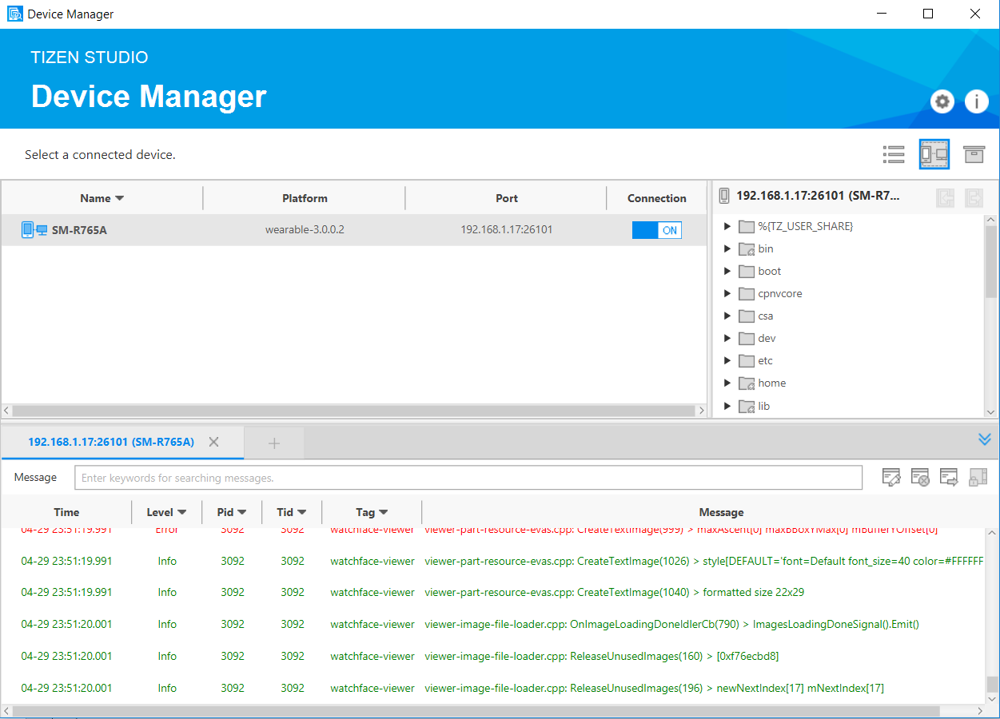 Device Manager
TIZEN STUDIO
Device Manager
Select a connected device.
Name Platform Port Connection
SM-R765A wearable-3.0.0.2 192.168.1.17:26101 ON
192.168.1.17:26101 (SM-R7...
%{TZ_USER_SHARE}
bin
boot
cpnvcore
csa
dev
etc
home
lib
192.168.1.17:26101 (SM-R765A)
Message Enter keywords for searching messages.
Time Level Pid Tid Tag Message
04-29 23:51:19.991 Error 3092 3092 watchface-viewer viewer-part-resource-evas.cpp: CreateTextImage(999) > maxAscent[0] maxBboxYMax[0] mBufferYOffset[0]
04-29 23:51:19.991 Info 3092 3092 watchface-viewer viewer-part-resource-evas.cpp: CreateTextImage(1026) > style[DEFAULT='font=Default font_size=40 color=#FFFFFF
04-29 23:51:19.991 Info 3092 3092 watchface-viewer viewer-part-resource-evas.cpp: CreateTextImage(1040) > formatted size 22x29
04-29 23:51:20.001 Info 3092 3092 watchface-viewer viewer-image-file-loader.cpp: OnImageLoadingDoneIdlerCb(790) > ImagesLoadingDoneSignal().Emit()
04-29 23:51:20.001 Info 3092 3092 watchface-viewer viewer-image-file-loader.cpp: ReleaseUnusedImages(160) > [0xf76ecbd8]
04-29 23:51:20.001 Info 3092 3092 watchface-viewer viewer-image-file-loader.cpp: ReleaseUnusedImages(196) > newNextIndex[17] mNextIndex[17]